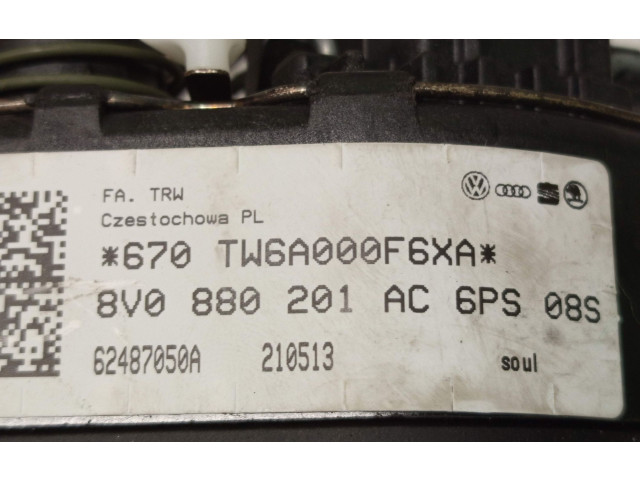 FA. TRW
Czestochowa PL
*670 TW6A000F6XA*
8V0 880 201 AC 6PS 08S
62487050A 210513 soul